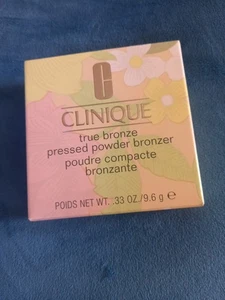 C
CLINIQUE
true bronze
pressed powder bronzer
poudre compacte
bronzante
POIDS NET WT. .33 OZ./9.6 g ℮